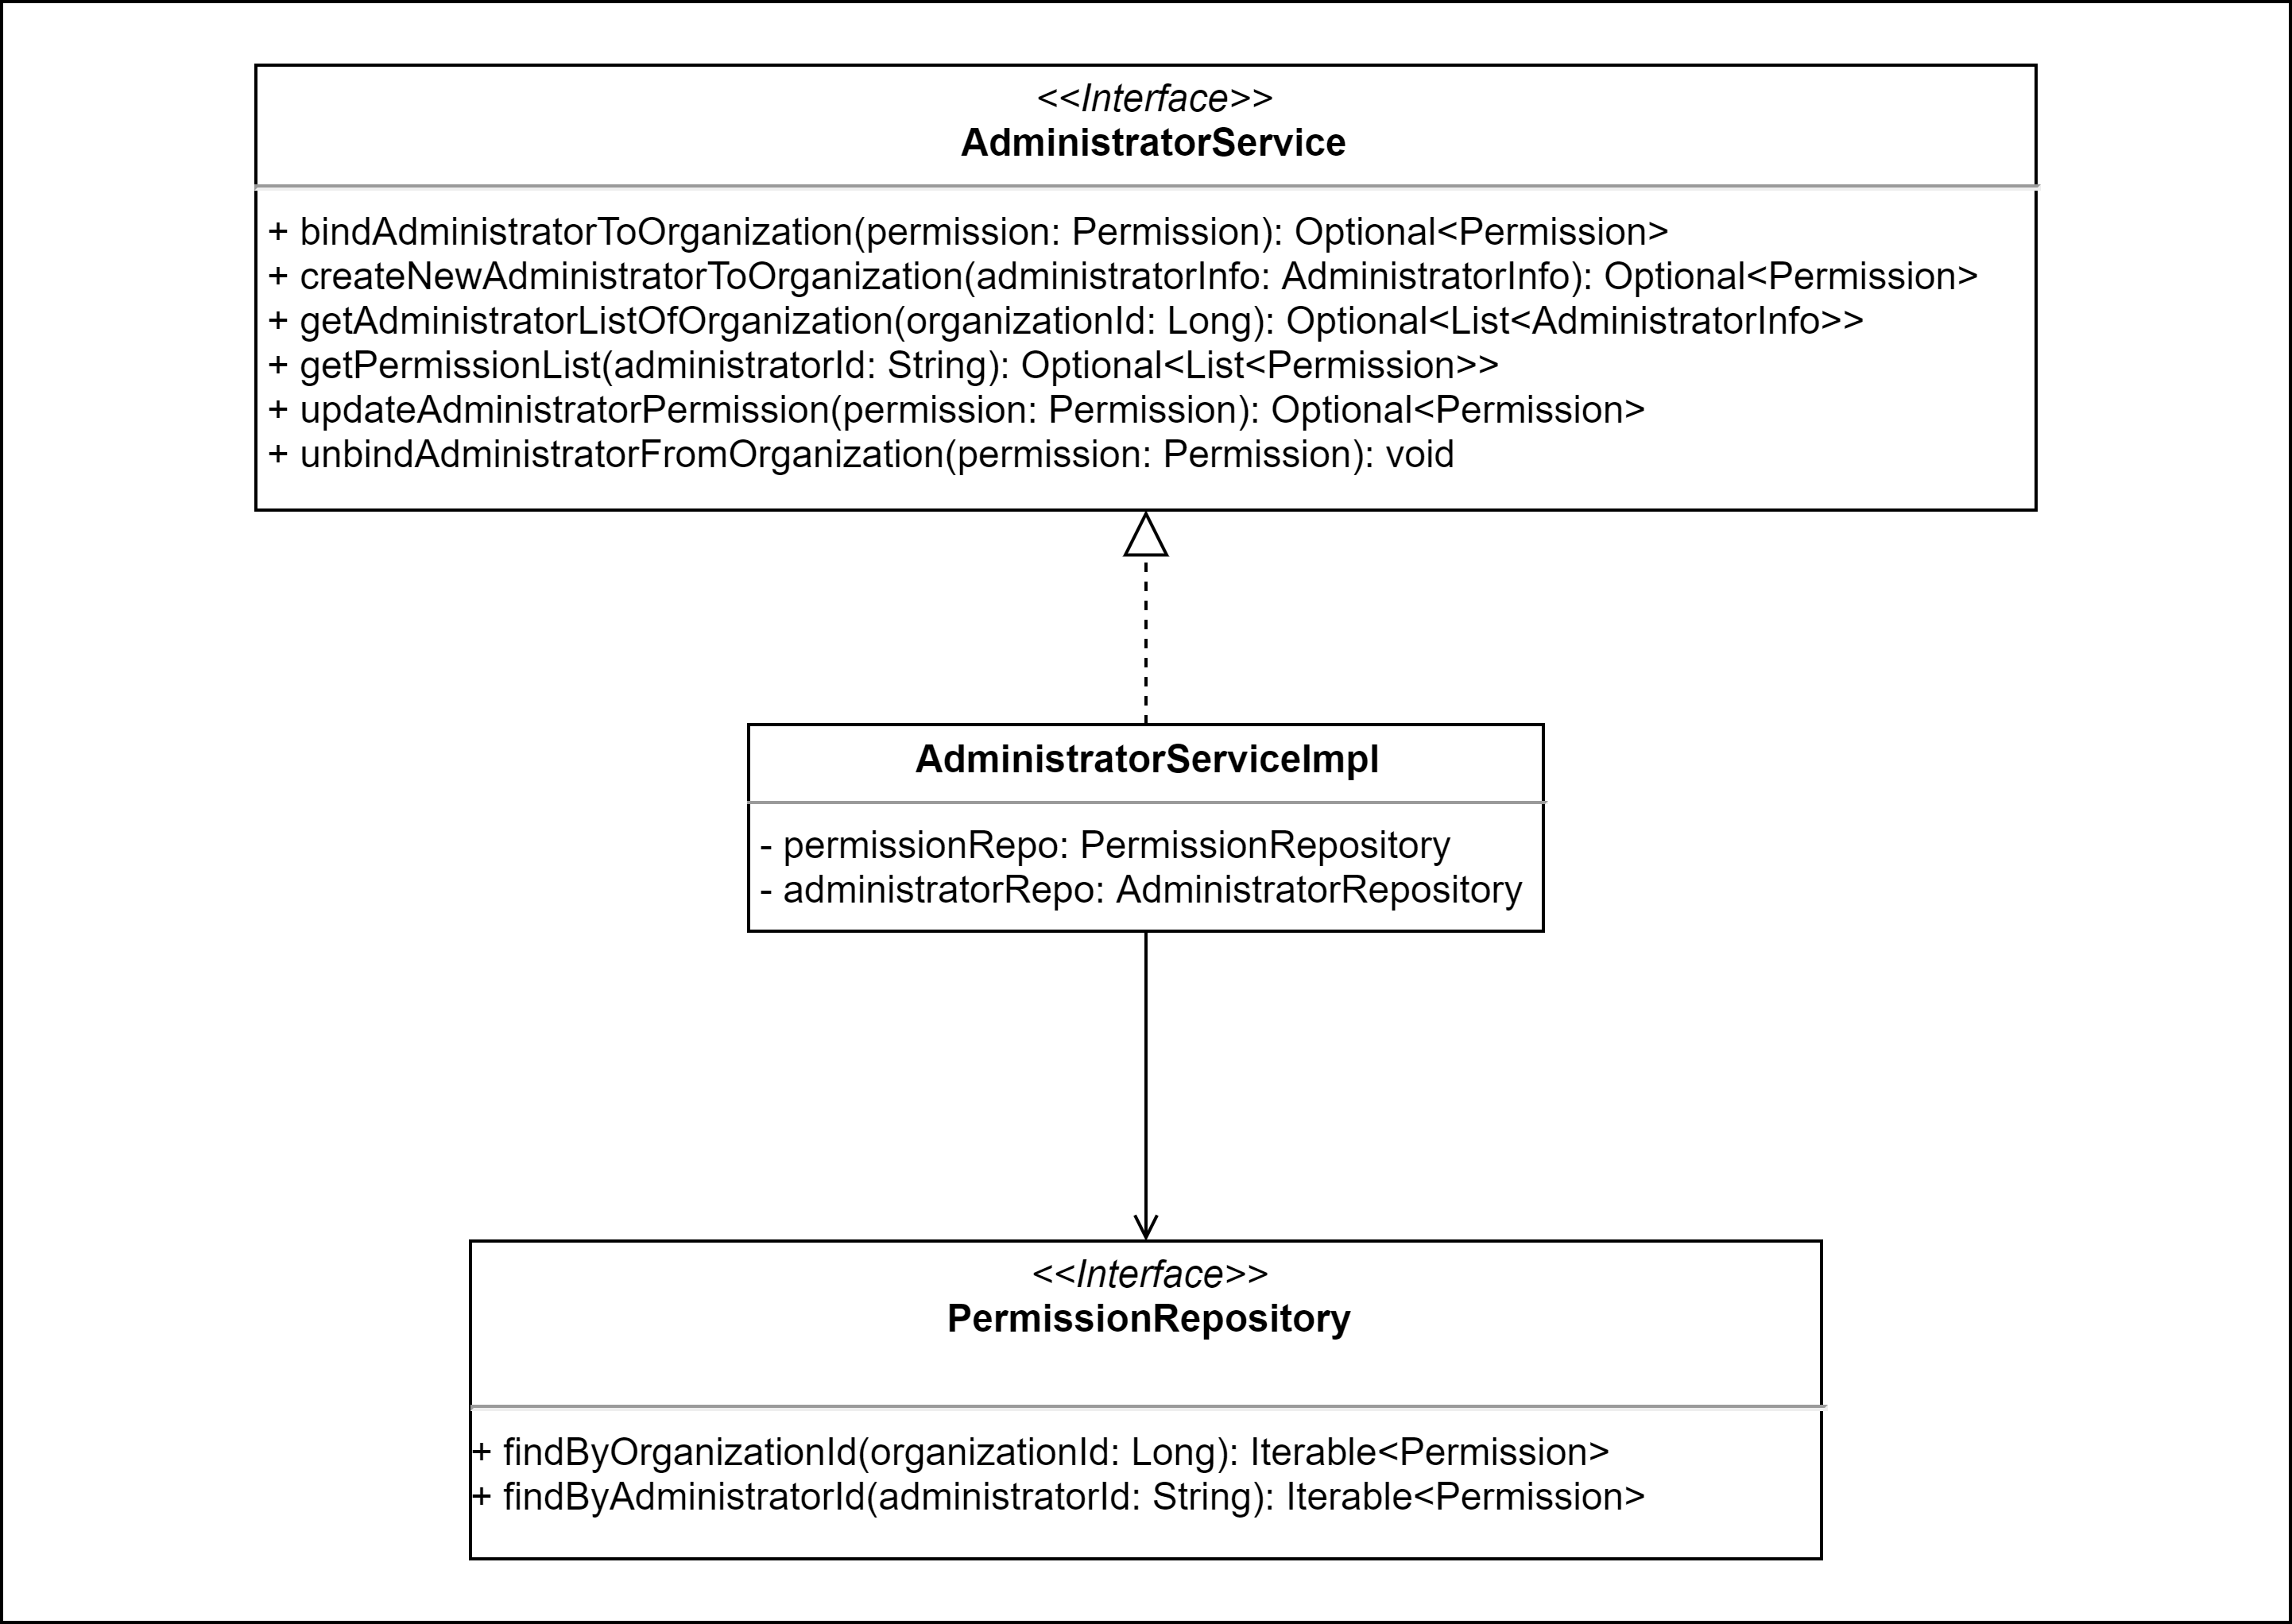 <<Interface>>
AdministratorService
+ bindAdministratorToOrganization(permission: Permission): Optional<Permission>
+ createNewAdministratorToOrganization(administratorInfo: AdministratorInfo): Optional<Permission>
+ getAdministratorListOfOrganization(organizationId: Long): Optional<List<AdministratorInfo>>
+ getPermissionList(administratorId: String): Optional<List<Permission>>
+ updateAdministratorPermission(permission: Permission): Optional<Permission>
+ unbindAdministratorFromOrganization(permission: Permission): void
AdministratorServiceImpl
- permissionRepo: PermissionRepository
- administratorRepo: AdministratorRepository
<<Interface>>
PermissionRepository
+ findByOrganizationId(organizationId: Long): Iterable<Permission>
+ findByAdministratorId(administratorId: String): Iterable<Permission>